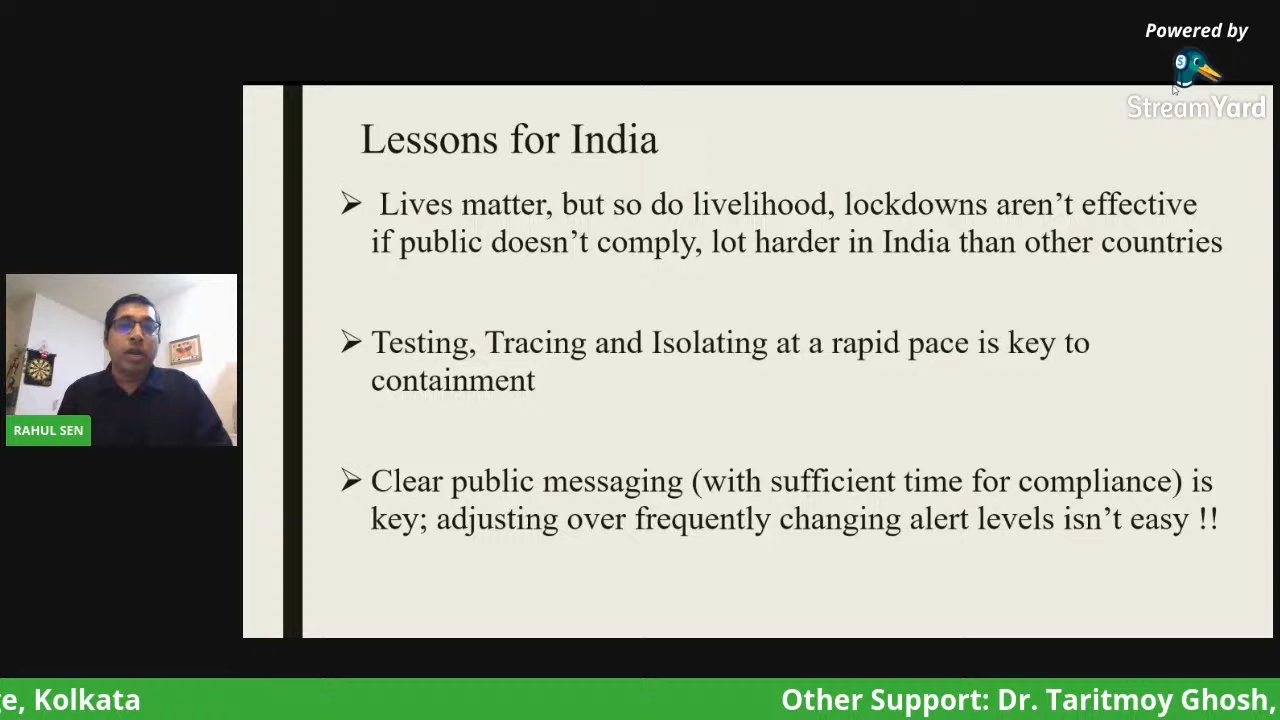 Powered by
StreamYard
Lessons for India
➢ Lives matter, but so do livelihood, lockdowns aren’t effective
if public doesn’t comply, lot harder in India than other countries
➢ Testing, Tracing and Isolating at a rapid pace is key to
containment
➢ Clear public messaging (with sufficient time for compliance) is
key; adjusting over frequently changing alert levels isn’t easy !!
RAHUL SEN
e, Kolkata
Other Support: Dr. Taritmoy Ghosh,